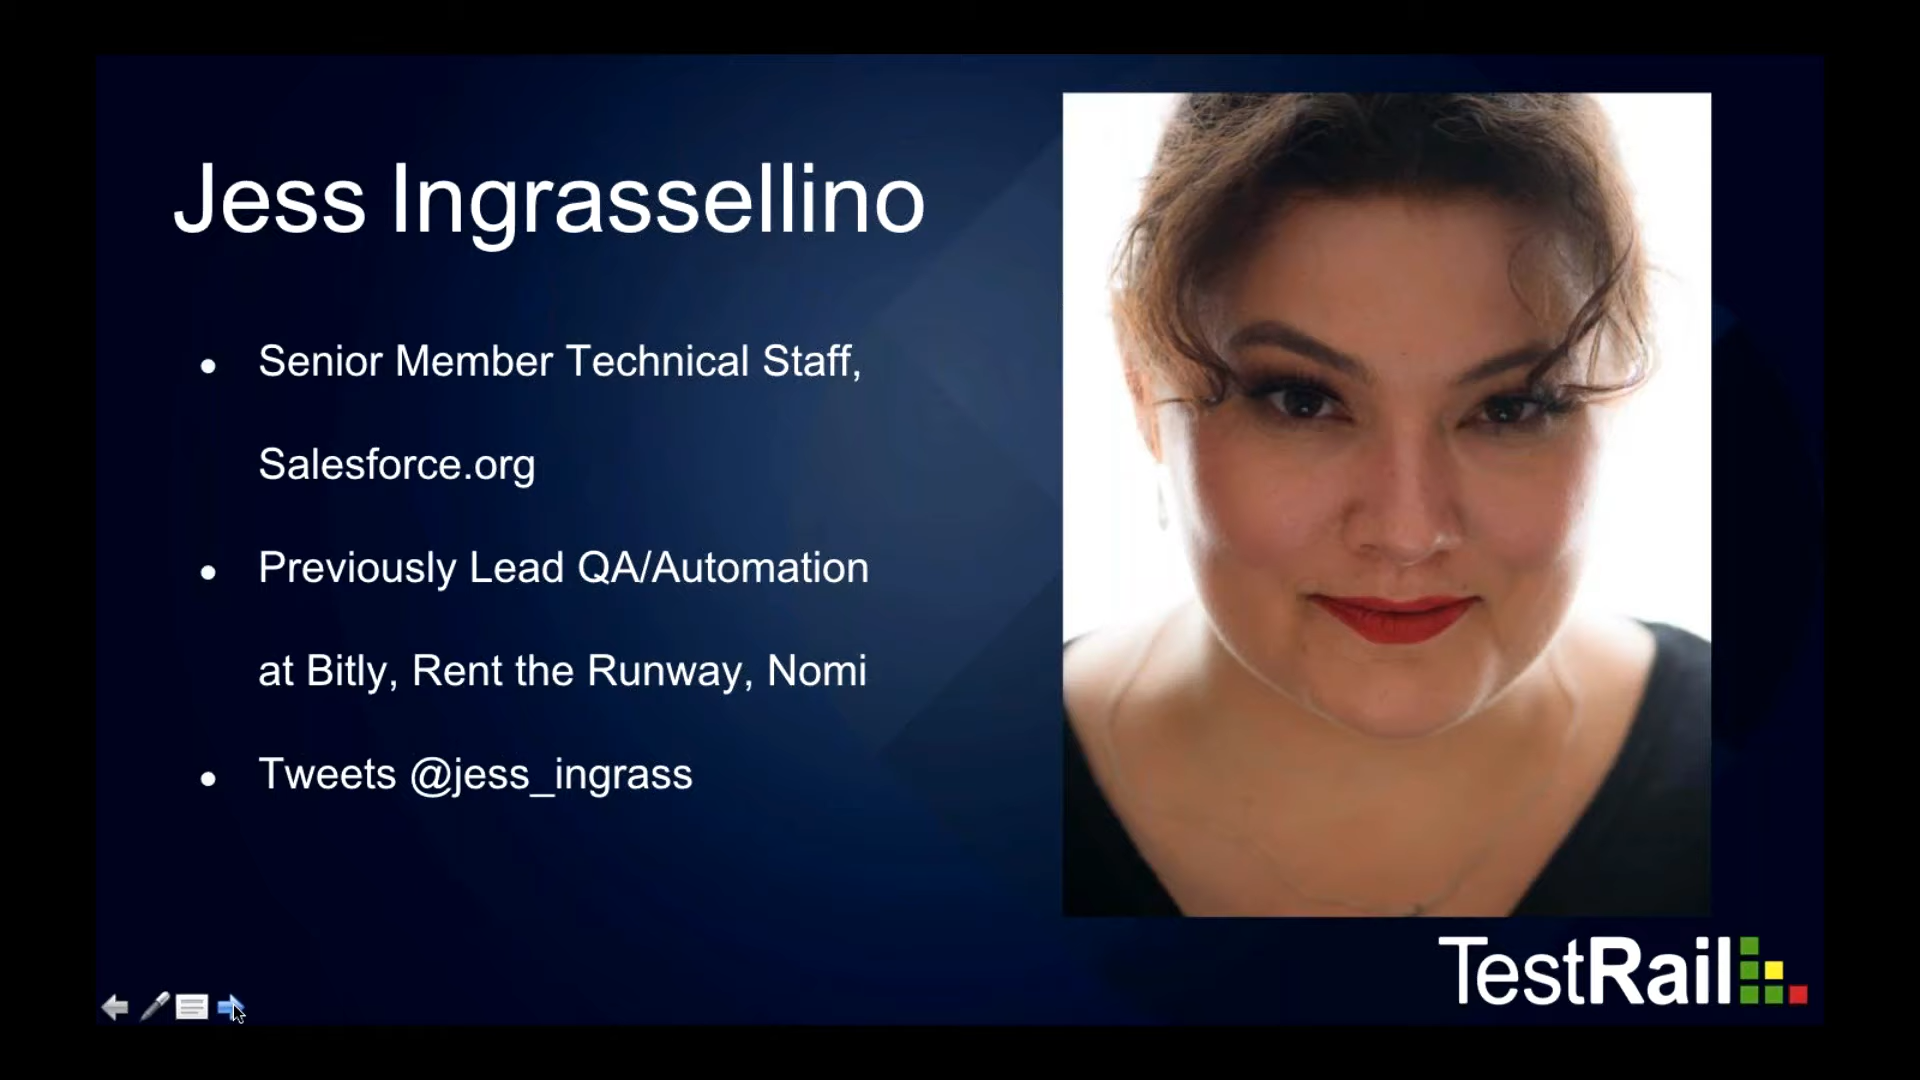 Jess Ingrassellino
Senior Member Technical Staff,
Salesforce.org
Previously Lead QA/Automation
at Bitly, Rent the Runway, Nomi
Tweets @jess_ingrass
TestRail